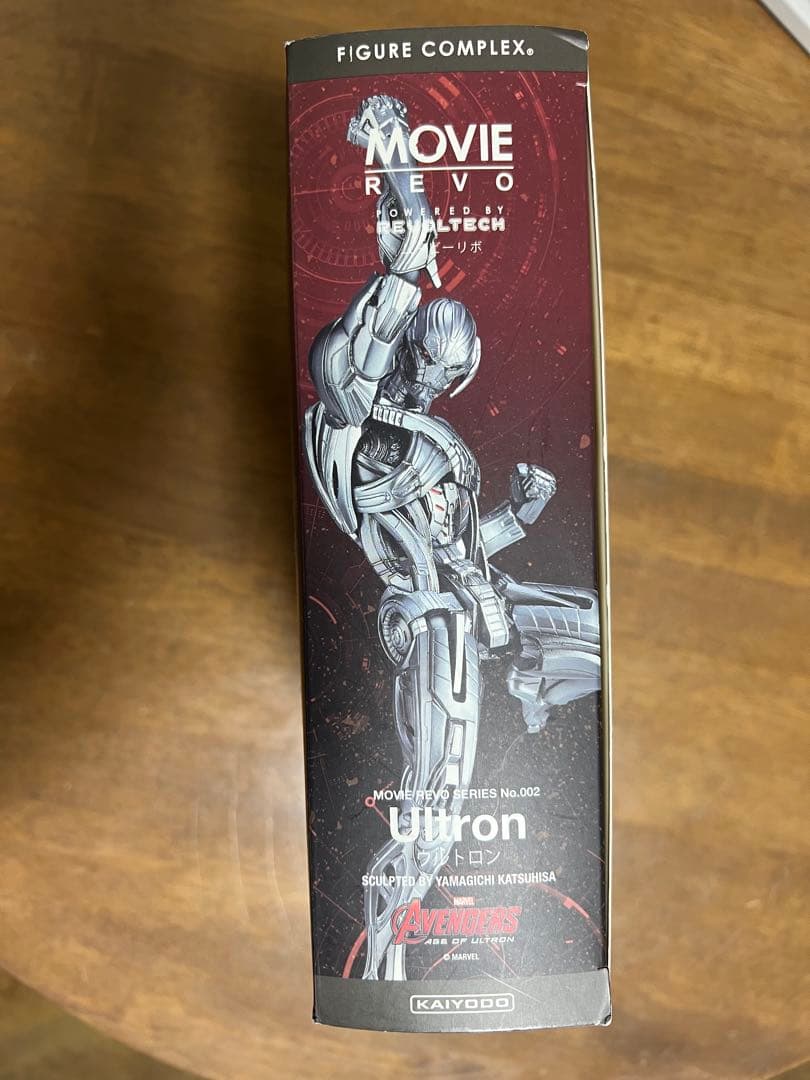 FIGURE COMPLEX®
MOVIE
REVO
POWERED BY
REVOLTECH
ビーリボ
MOVIE REVO SERIES No.002
Ultron
ウルトロン
SCULPTED BY YAMAGICHI KATSUHISA
MARVEL
AVENGERS
AGE OF ULTRON
© MARVEL
KAIYODO